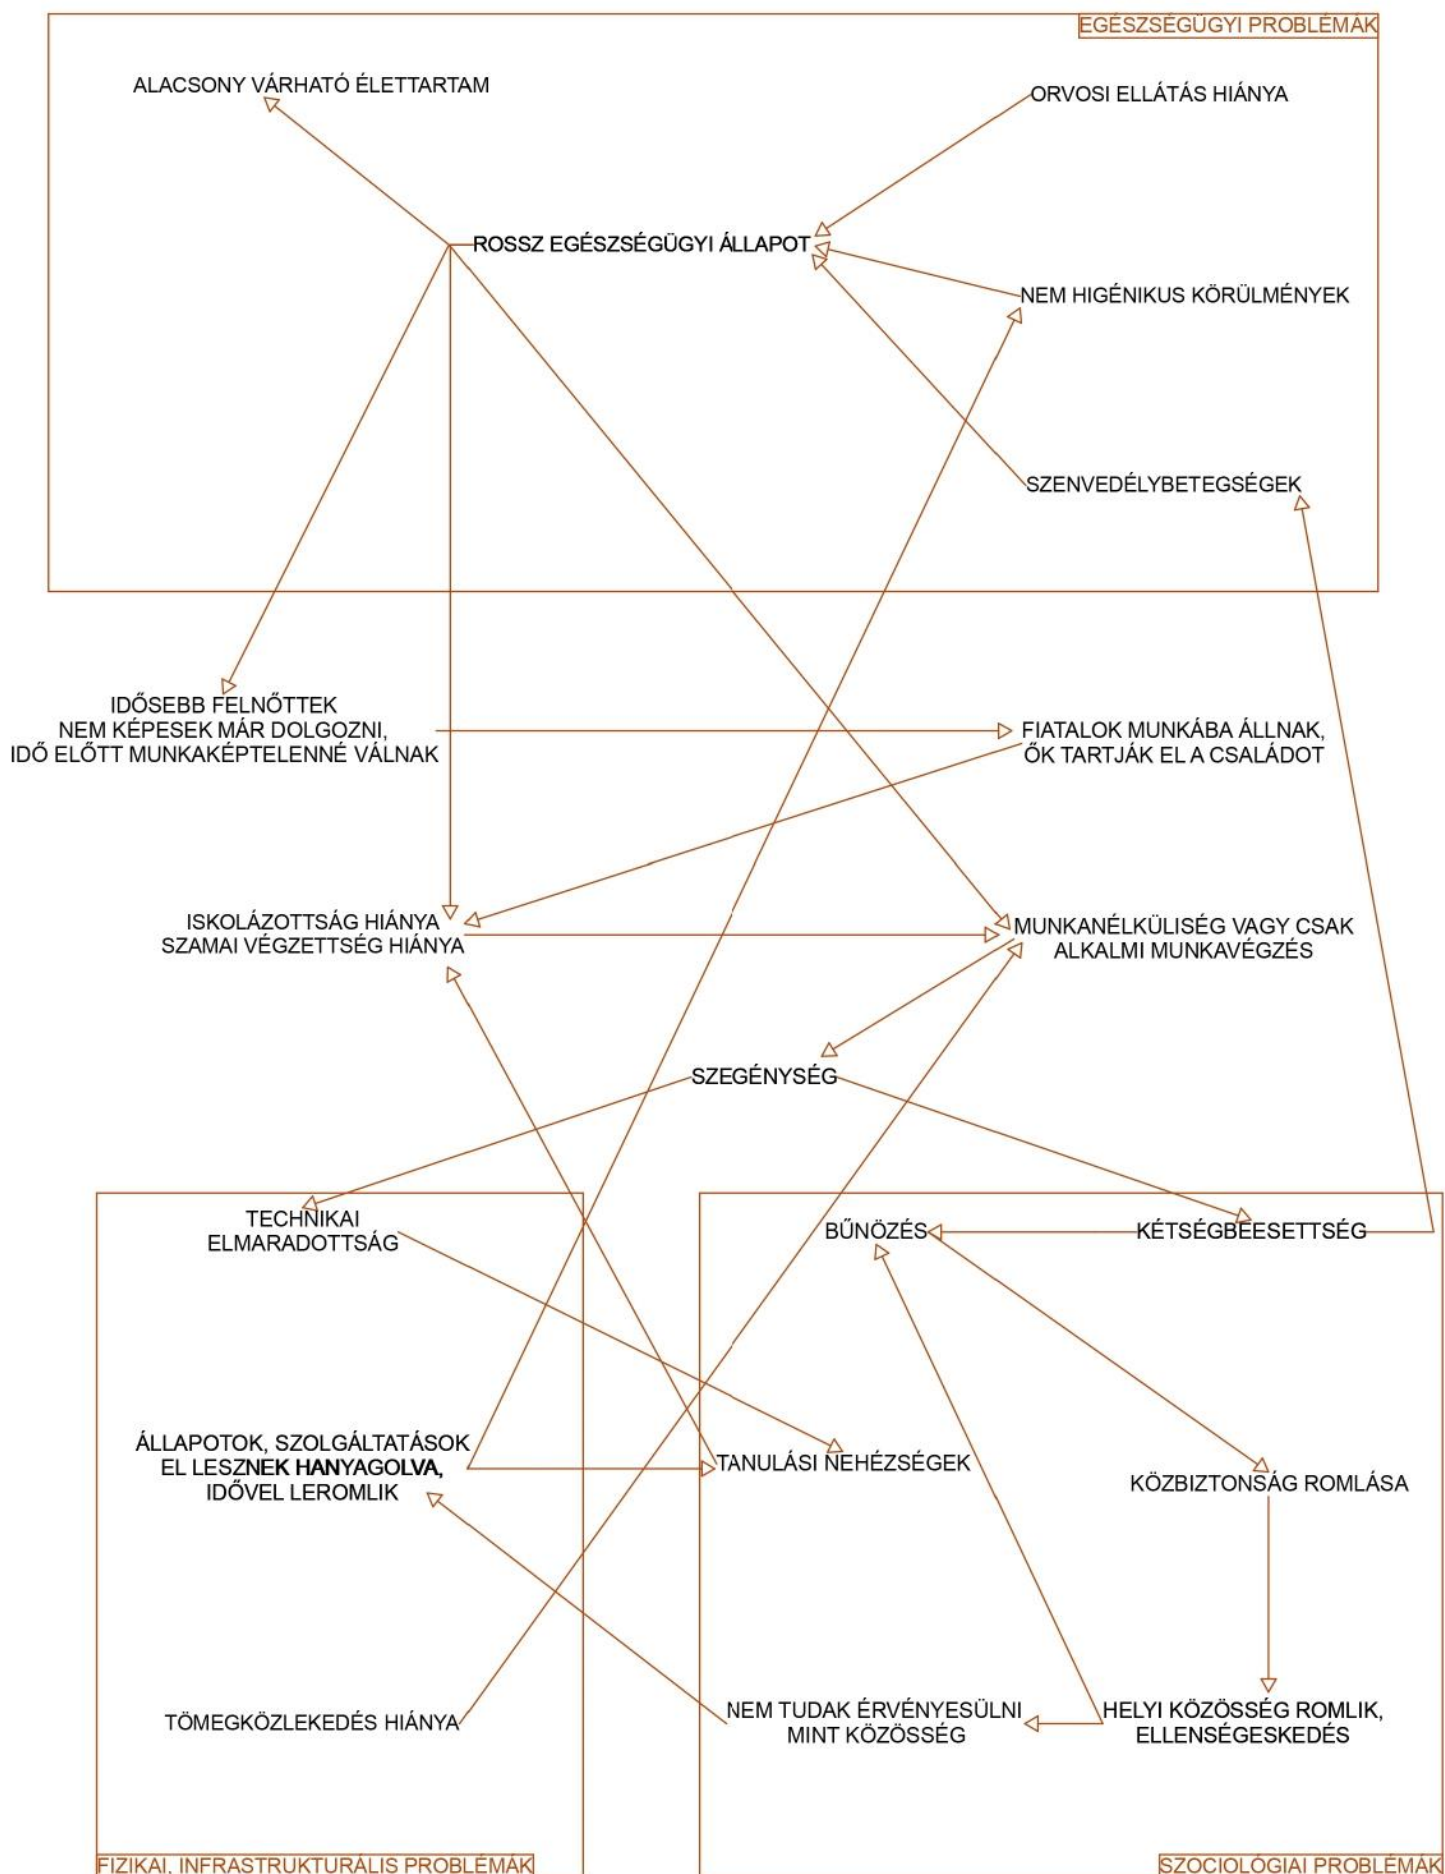 EGÉSZSÉGÜGYI PROBLÉMÁK
ALACSONY VÁRHATÓ ÉLETTARTAM
ORVOSI ELLÁTÁS HIÁNYA
ROSSZ EGÉSZSÉGÜGYI ÁLLAPOT
NEM HIGÉNIKUS KÖRÜLMÉNYEK
SZENVEDÉLYBETEGSÉGEK
IDŐSEBB FELNŐTTEK
NEM KÉPESEK MÁR DOLGOZNI,
IDŐ ELŐTT MUNKAKÉPTELENNÉ VÁLNAK
FIATALOK MUNKÁBA ÁLLNAK,
ŐK TARTJÁK EL A CSALÁDOT
ISKOLÁZOTTSÁG HIÁNYA
SZAMAI VÉGZETTSÉG HIÁNYA
MUNKANÉLKÜLISÉG VAGY CSAK
ALKALMI MUNKAVÉGZÉS
SZEGÉNYSÉG
TECHNIKAI
ELMARADOTTSÁG
BŰNÖZÉS
KÉTSÉGBEESETTSÉG
ÁLLAPOTOK, SZOLGÁLTATÁSOK
EL LESZNEK HANYAGOLVA,
IDŐVEL LEROMLIK
TANULÁSI NEHÉZSÉGEK
KÖZBIZTONSÁG ROMLÁSA
TÖMEGKÖZLEKEDÉS HIÁNYA
NEM TUDAK ÉRVÉNYESÜLNI
MINT KÖZÖSSÉG
HELYI KÖZÖSSÉG ROMLIK,
ELLENSÉGESKEDÉS
FIZIKAI, INFRASTRUKTURÁLIS PROBLÉMÁK
SZOCIOLÓGIAI PROBLÉMÁK